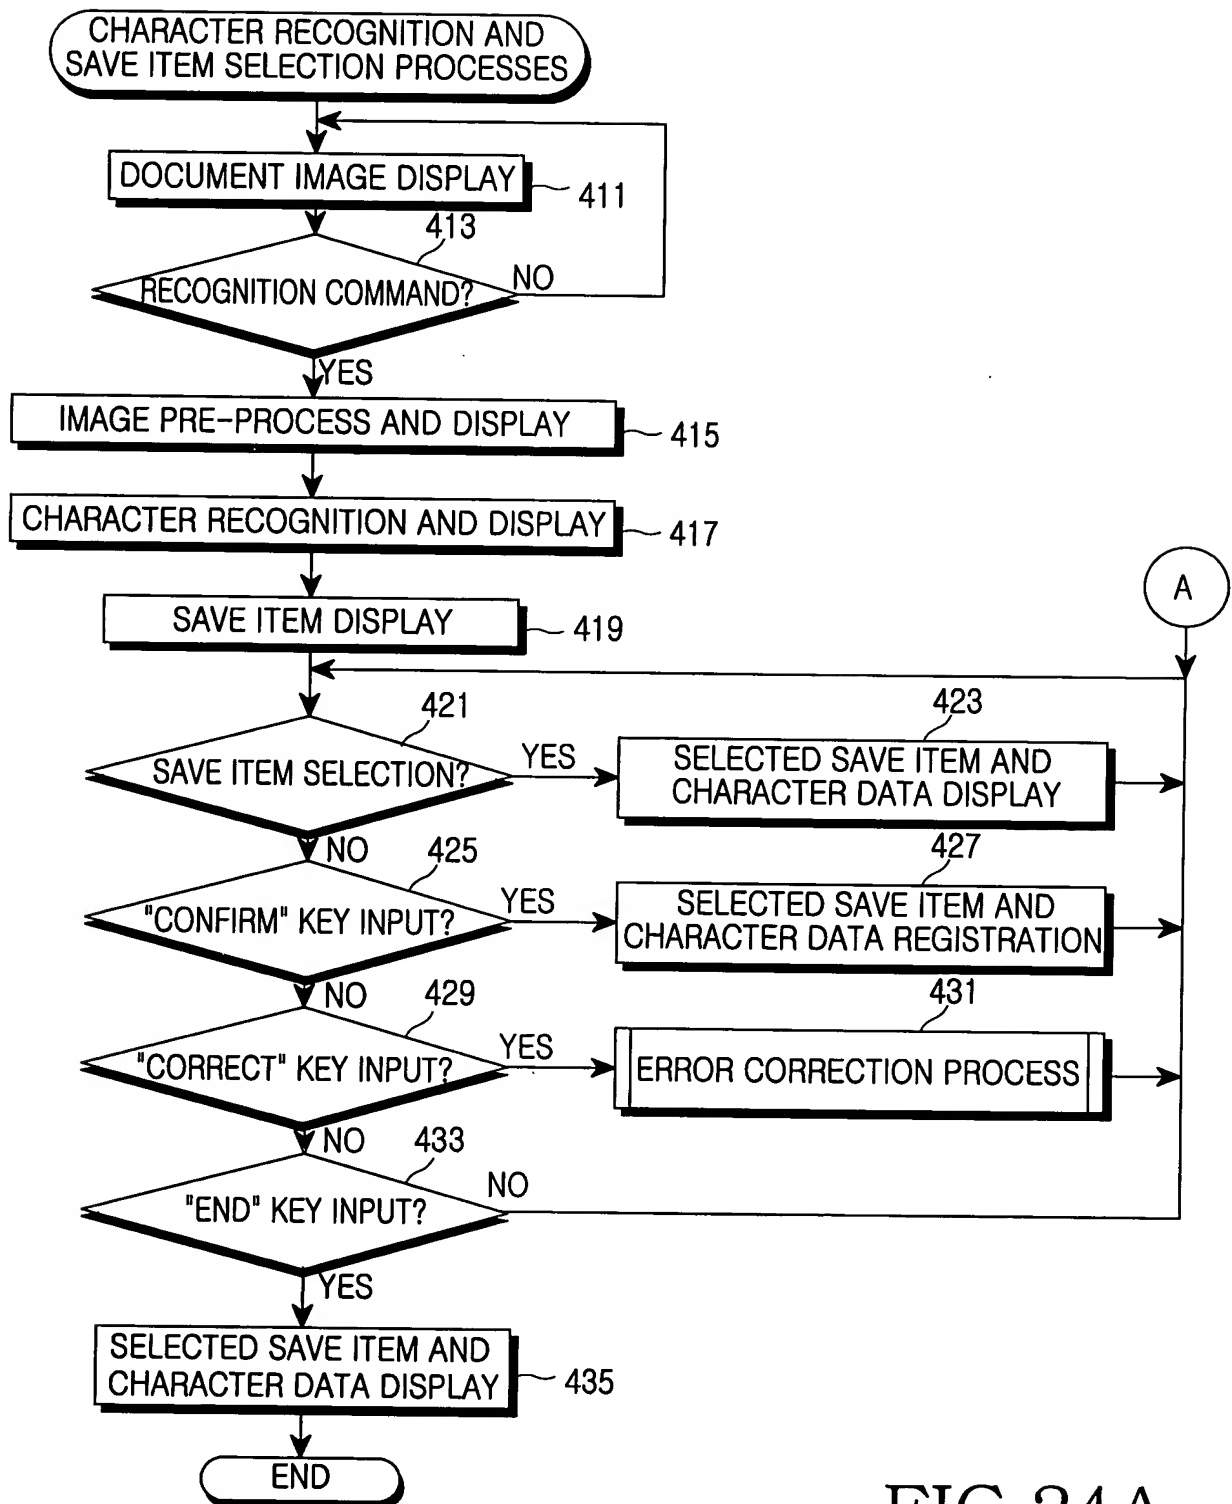 CHARACTER RECOGNITION AND
SAVE ITEM SELECTION PROCESSES
DOCUMENT IMAGE DISPLAY
411
413
RECOGNITION COMMAND?
NO
YES
IMAGE PRE-PROCESS AND DISPLAY
415
CHARACTER RECOGNITION AND DISPLAY
417
A
SAVE ITEM DISPLAY
419
421
SAVE ITEM SELECTION?
YES
423
SELECTED SAVE ITEM AND
CHARACTER DATA DISPLAY
NO
425
"CONFIRM" KEY INPUT?
YES
427
SELECTED SAVE ITEM AND
CHARACTER DATA REGISTRATION
NO
429
"CORRECT" KEY INPUT?
YES
431
ERROR CORRECTION PROCESS
NO
433
"END" KEY INPUT?
NO
YES
SELECTED SAVE ITEM AND
CHARACTER DATA DISPLAY
435
END
FIG.24A